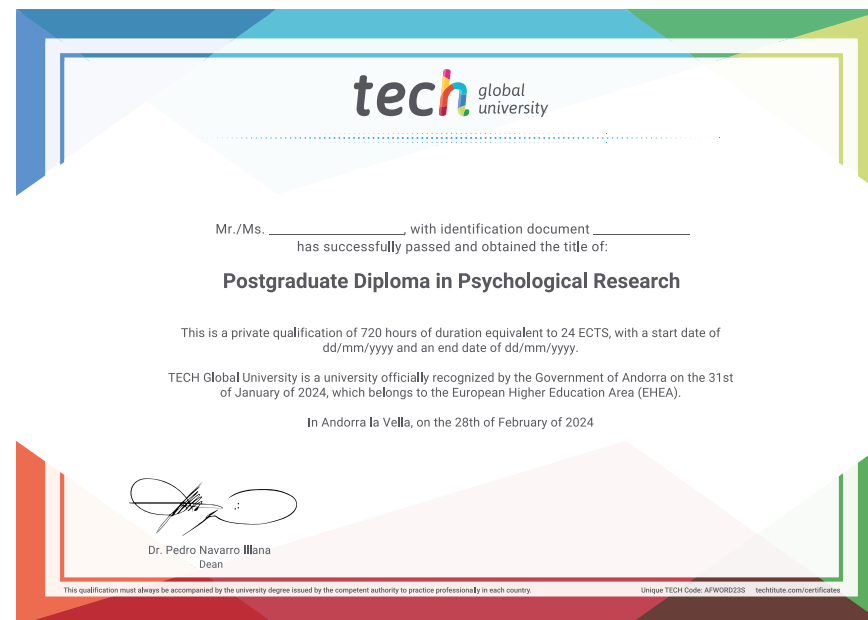 tech global university
Mr./Ms. ____________________, with identification document ______________
has successfully passed and obtained the title of:
Postgraduate Diploma in Psychological Research
This is a private qualification of 720 hours of duration equivalent to 24 ECTS, with a start date of
dd/mm/yyyy and an end date of dd/mm/yyyy.
TECH Global University is a university officially recognized by the Government of Andorra on the 31st
of January of 2024, which belongs to the European Higher Education Area (EHEA).
In Andorra la Vella, on the 28th of February of 2024
Dr. Pedro Navarro Illana
Dean
This qualification must always be accompanied by the university degree issued by the competent authority to practice professionally in each country.
Unique TECH Code: AFWORD23S techtitute.com/certificates